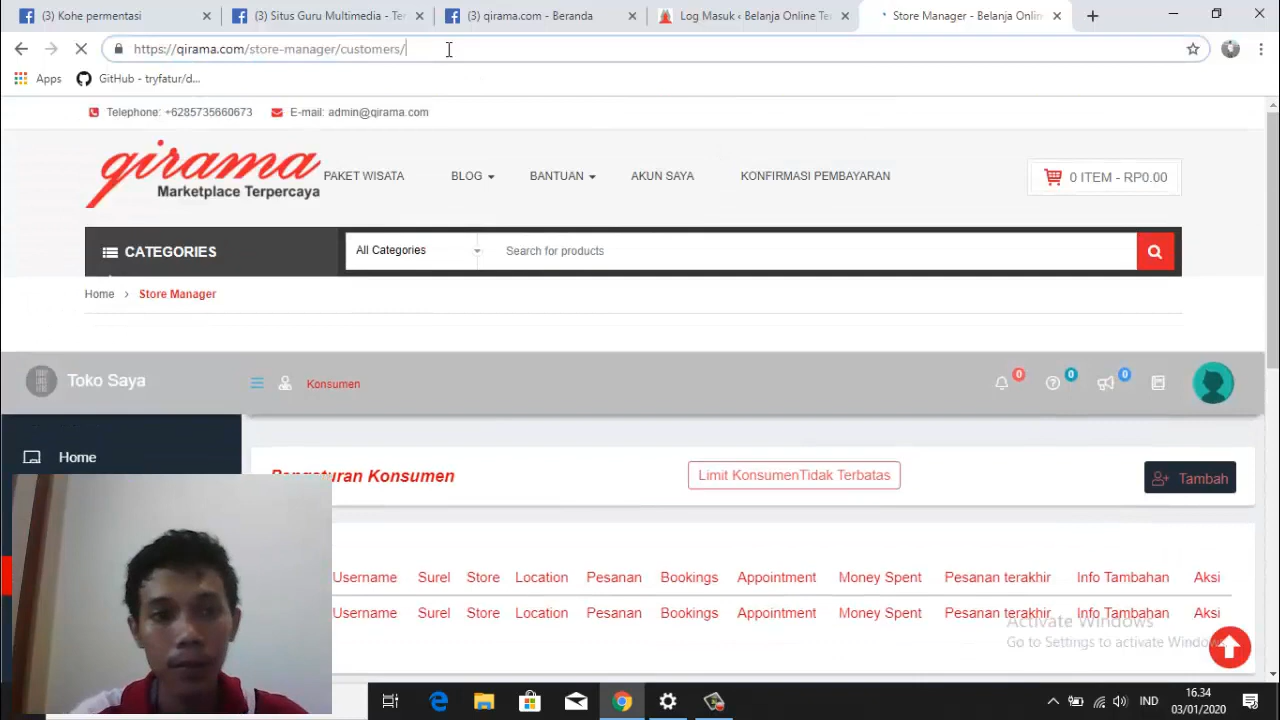 (3) Kohe permentasi
(3) Situs Guru Multimedia - Te
(3) qirama.com - Beranda
Log Masuk ‹ Belanja Online Te
Store Manager - Belanja Onlin
https://qirama.com/store-manager/customers/
Apps
GitHub - tryfatur/d...
Telephone: +6285735660673
E-mail: admin@qirama.com
qirama
Marketplace Terpercaya
PAKET WISATA
BLOG
BANTUAN
AKUN SAYA
KONFIRMASI PEMBAYARAN
0 ITEM - RP0.00
CATEGORIES
All Categories
Search for products
Home › Store Manager
Toko Saya
Konsumen
0
0
0
Home
Pengaturan Konsumen
Limit KonsumenTidak Terbatas
Tambah
Username Surel Store Location Pesanan Bookings Appointment Money Spent Pesanan terakhir Info Tambahan Aksi
Username Surel Store Location Pesanan Bookings Appointment Money Spent Pesanan terakhir Info Tambahan Aksi
Activate Windows
Go to Settings to activate Windows
IND
16.34
03/01/2020